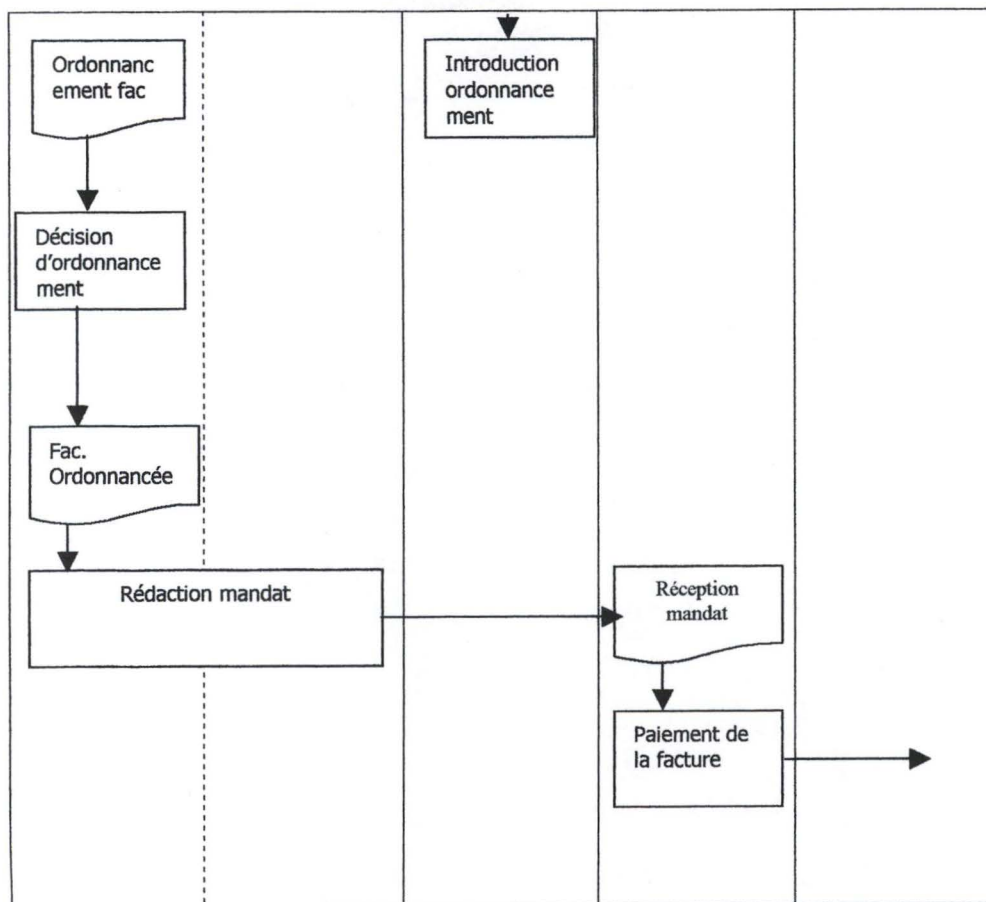 Ordonnanc
ement fac
Introduction
ordonnance
ment
Décision
d'ordonnance
ment
Fac.
Ordonnancée
Rédaction mandat
Réception
mandat
Paiement de
la facture